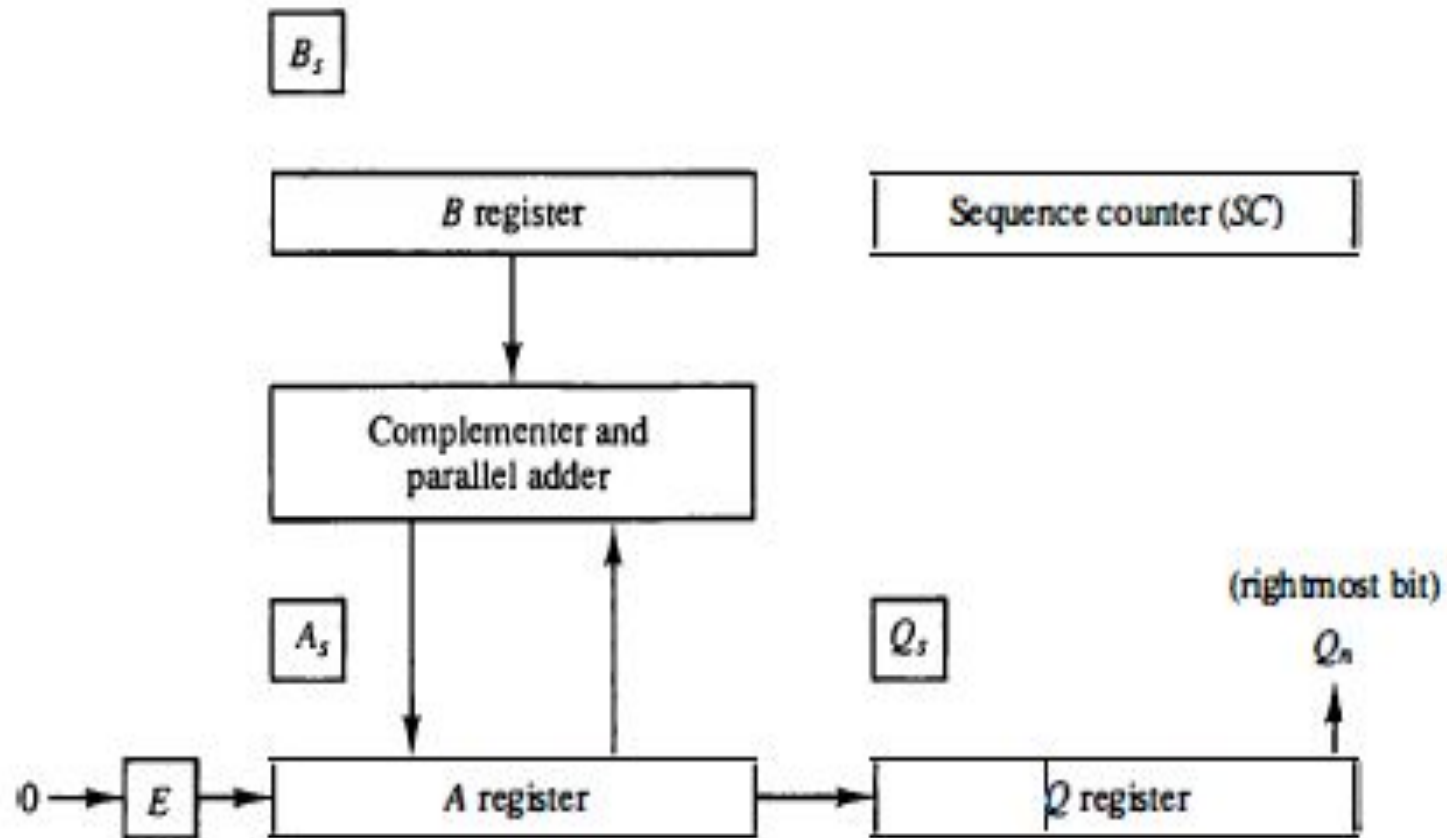 Bs
B register
Sequence counter (SC)
Complementer and
parallel adder
(rightmost bit)
As
Qs
Qn
0
E
A register
Q register